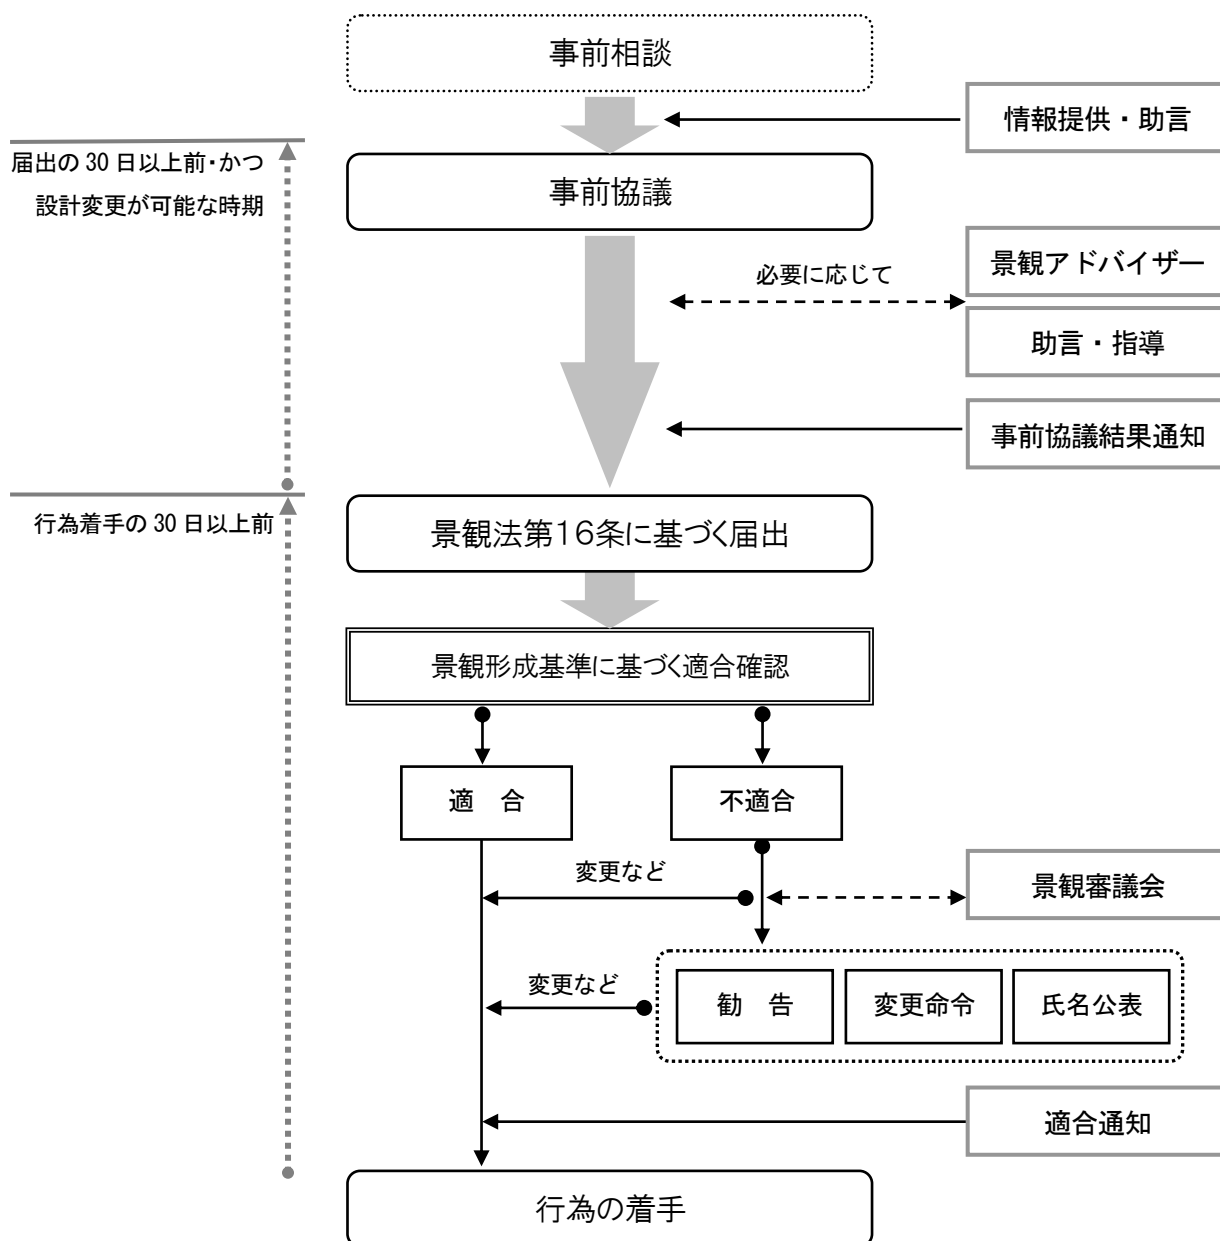 事前相談
情報提供・助言
届出の30日以上前・かつ
設計変更が可能な時期
事前協議
景観アドバイザー
必要に応じて
助言・指導
事前協議結果通知
行為着手の30日以上前
景観法第16条に基づく届出
景観形成基準に基づく適合確認
適　合
不適合
変更など
景観審議会
変更など
勧　告
変更命令
氏名公表
適合通知
行為の着手